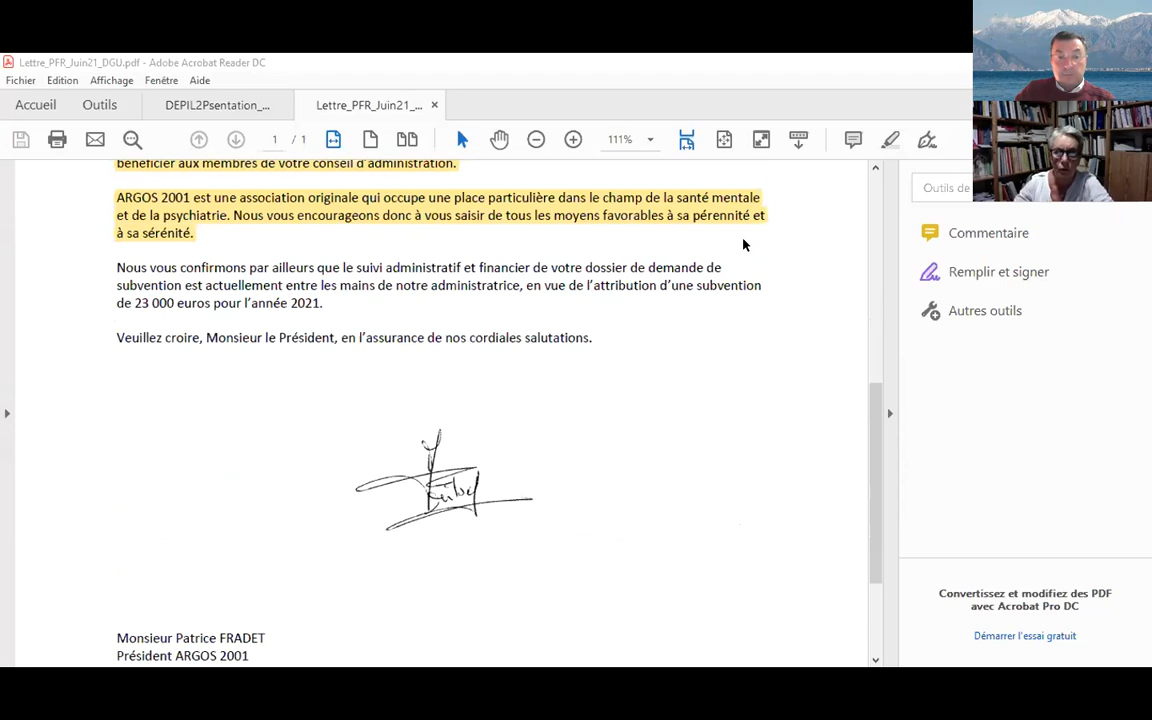 Lettre_PFR_Juin21_DGU.pdf - Adobe Acrobat Reader DC
Fichier Edition Affichage Fenêtre Aide
Accueil Outils DEPIL2Psentation_... Lettre_PFR_Juin21_... ×
1 / 1 111%
bénéficier aux membres de votre conseil d'administration.
Outils de
ARGOS 2001 est une association originale qui occupe une place particulière dans le champ de la santé mentale
et de la psychiatrie. Nous vous encourageons donc à vous saisir de tous les moyens favorables à sa pérennité et
à sa sérénité.
Commentaire
Nous vous confirmons par ailleurs que le suivi administratif et financier de votre dossier de demande de
subvention est actuellement entre les mains de notre administratrice, en vue de l'attribution d'une subvention
de 23 000 euros pour l'année 2021.
Remplir et signer
Autres outils
Veuillez croire, Monsieur le Président, en l'assurance de nos cordiales salutations.
Monsieur Patrice FRADET
Président ARGOS 2001
Convertissez et modifiez des PDF
avec Acrobat Pro DC
Démarrer l'essai gratuit